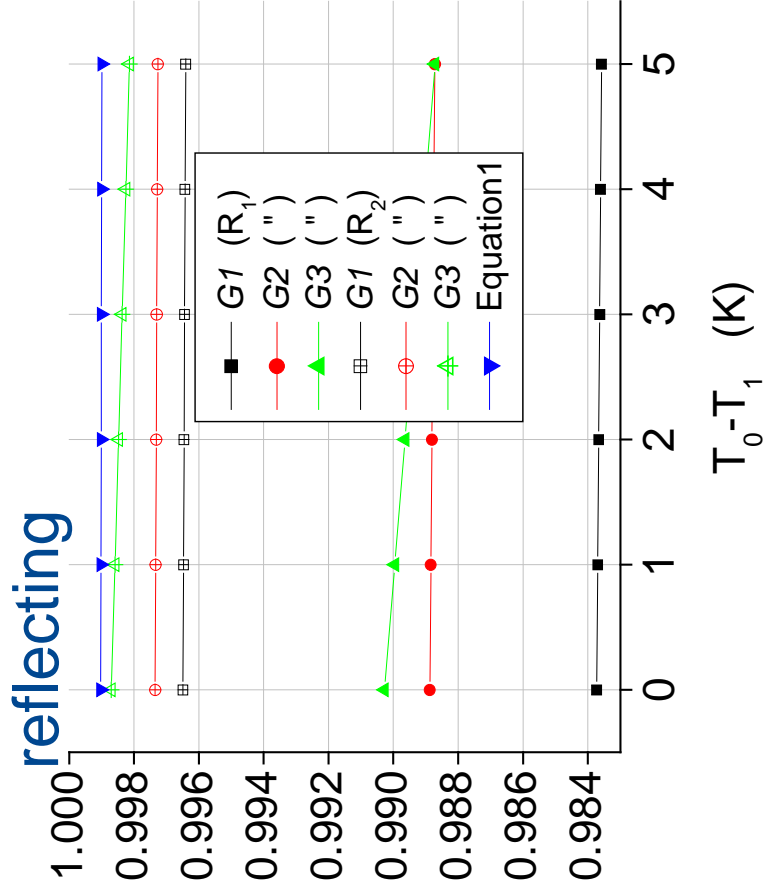 reflecting
1.000
0.998
0.996
0.994
0.992
0.990
0.988
0.986
0.984
G1 (R1)
G2 (")
G3 (")
G1 (R2)
G2 (")
G3 (")
Equation1
0 1 2 3 4 5
T0-T1 (K)